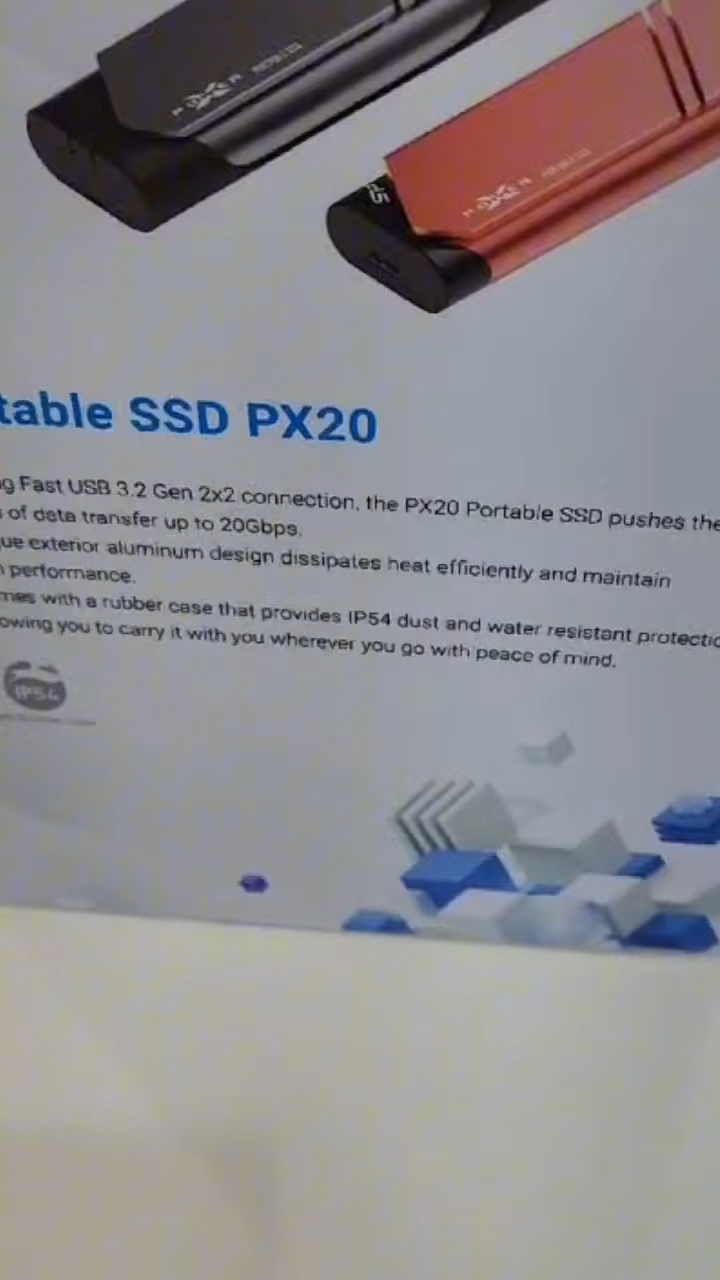 table SSD PX20
g Fast USB 3.2 Gen 2x2 connection, the PX20 Portable SSD pushes the
s of data transfer up to 20Gbps.
ue exterior aluminum design dissipates heat efficiently and maintain
performance.
mes with a rubber case that provides IP54 dust and water resistant protectio
owing you to carry it with you wherever you go with peace of mind.
IP54